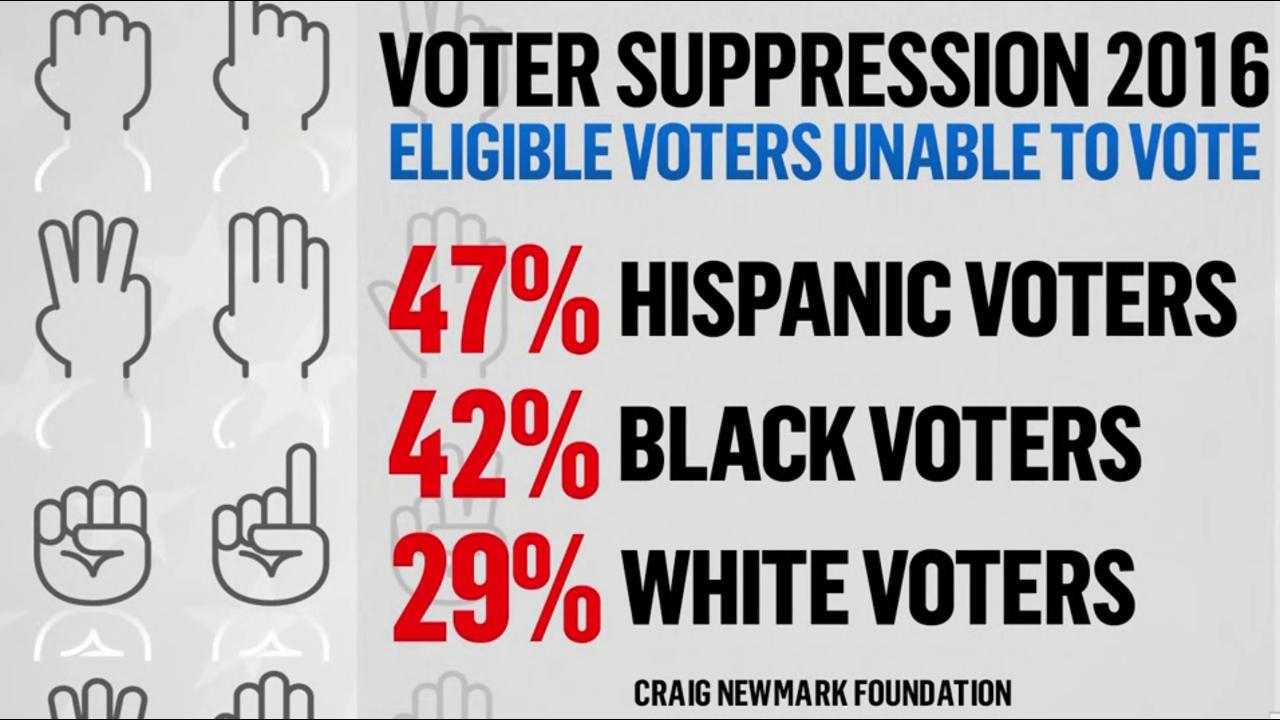 VOTER SUPPRESSION 2016
ELIGIBLE VOTERS UNABLE TO VOTE
47% HISPANIC VOTERS
42% BLACK VOTERS
29% WHITE VOTERS
CRAIG NEWMARK FOUNDATION